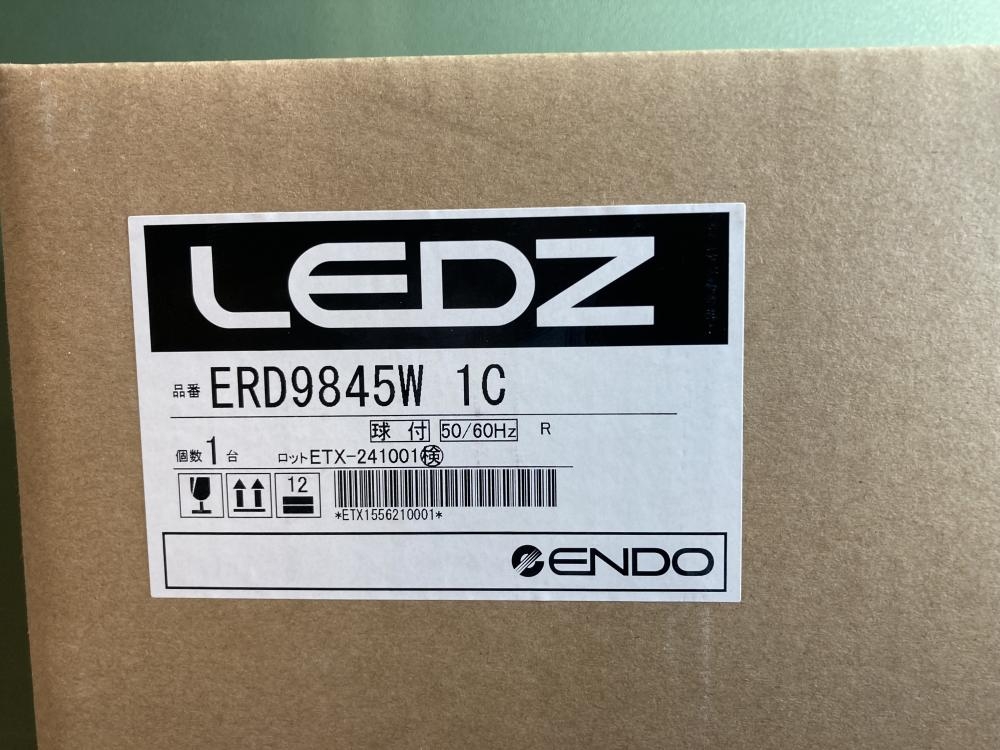 LEDZ
品番 ERD9845W 1C
球 付 50/60Hz R
個数 1 台 ロットETX-241001検
12
*ETX1556210001*
ENDO